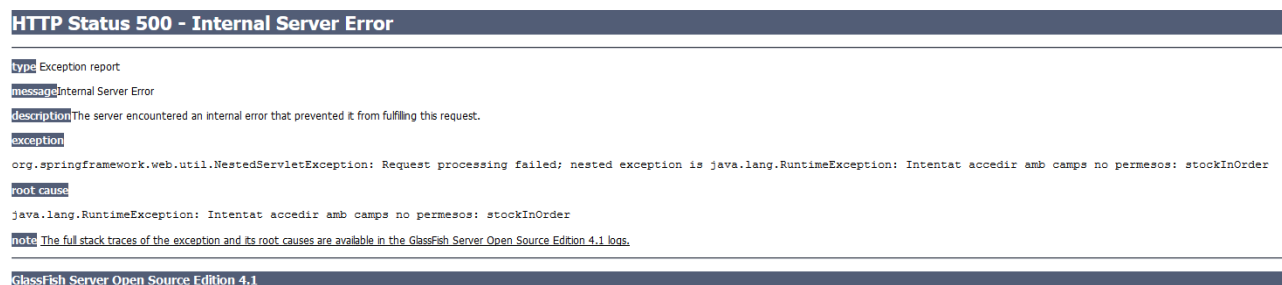 HTTP Status 500 - Internal Server Error
type Exception report
messageInternal Server Error
descriptionThe server encountered an internal error that prevented it from fulfilling this request.
exception
org.springframework.web.util.NestedServletException: Request processing failed; nested exception is java.lang.RuntimeException: Intentat accedir amb camps no permesos: stockInOrder
root cause
java.lang.RuntimeException: Intentat accedir amb camps no permesos: stockInOrder
note The full stack traces of the exception and its root causes are available in the GlassFish Server Open Source Edition 4.1 logs.
GlassFish Server Open Source Edition 4.1